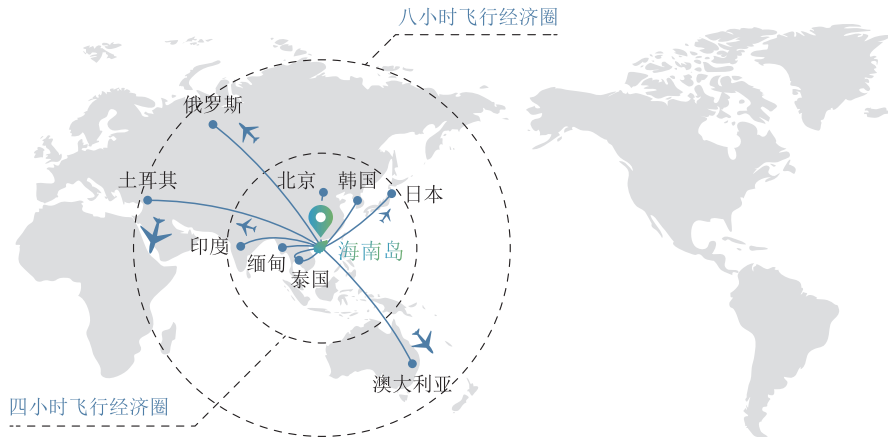 八小时飞行经济圈
俄罗斯
土耳其
北京
韩国
日本
印度
缅甸
泰国
海南岛
澳大利亚
四小时飞行经济圈